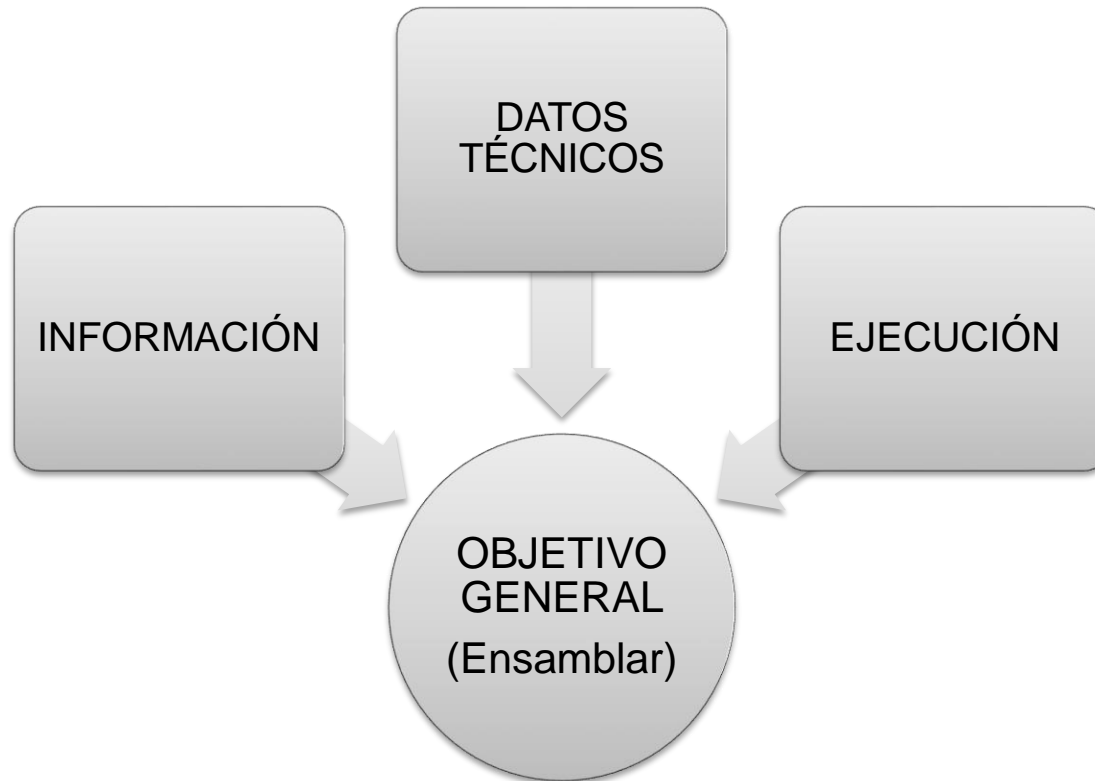 DATOS
TÉCNICOS
INFORMACIÓN
EJECUCIÓN
OBJETIVO
GENERAL
(Ensamblar)